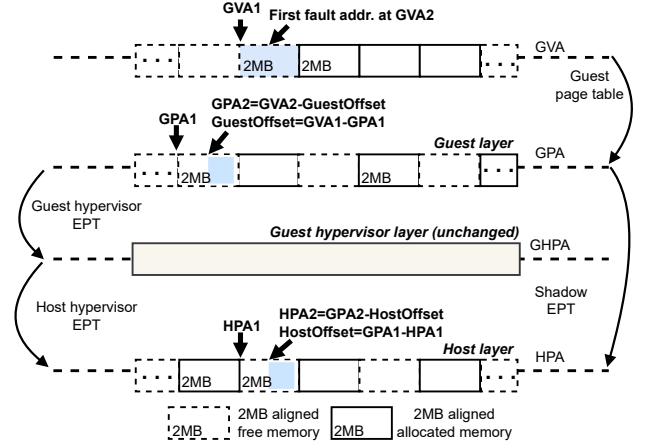 GVA1
First fault addr. at GVA2
GVA
. . .
2MB
2MB
. . .
Guest
page table
GPA2=GVA2-GuestOffset
GuestOffset=GVA1-GPA1
GPA1
Guest layer
GPA
. . .
2MB
2MB
. . .
Guest hypervisor
EPT
Guest hypervisor layer (unchanged)
GHPA
Host hypervisor
EPT
Shadow
EPT
HPA2=GPA2-HostOffset
HostOffset=GPA1-HPA1
HPA1
Host layer
HPA
. . .
2MB
2MB
. . .
2MB
2MB aligned
free memory
2MB
2MB aligned
allocated memory